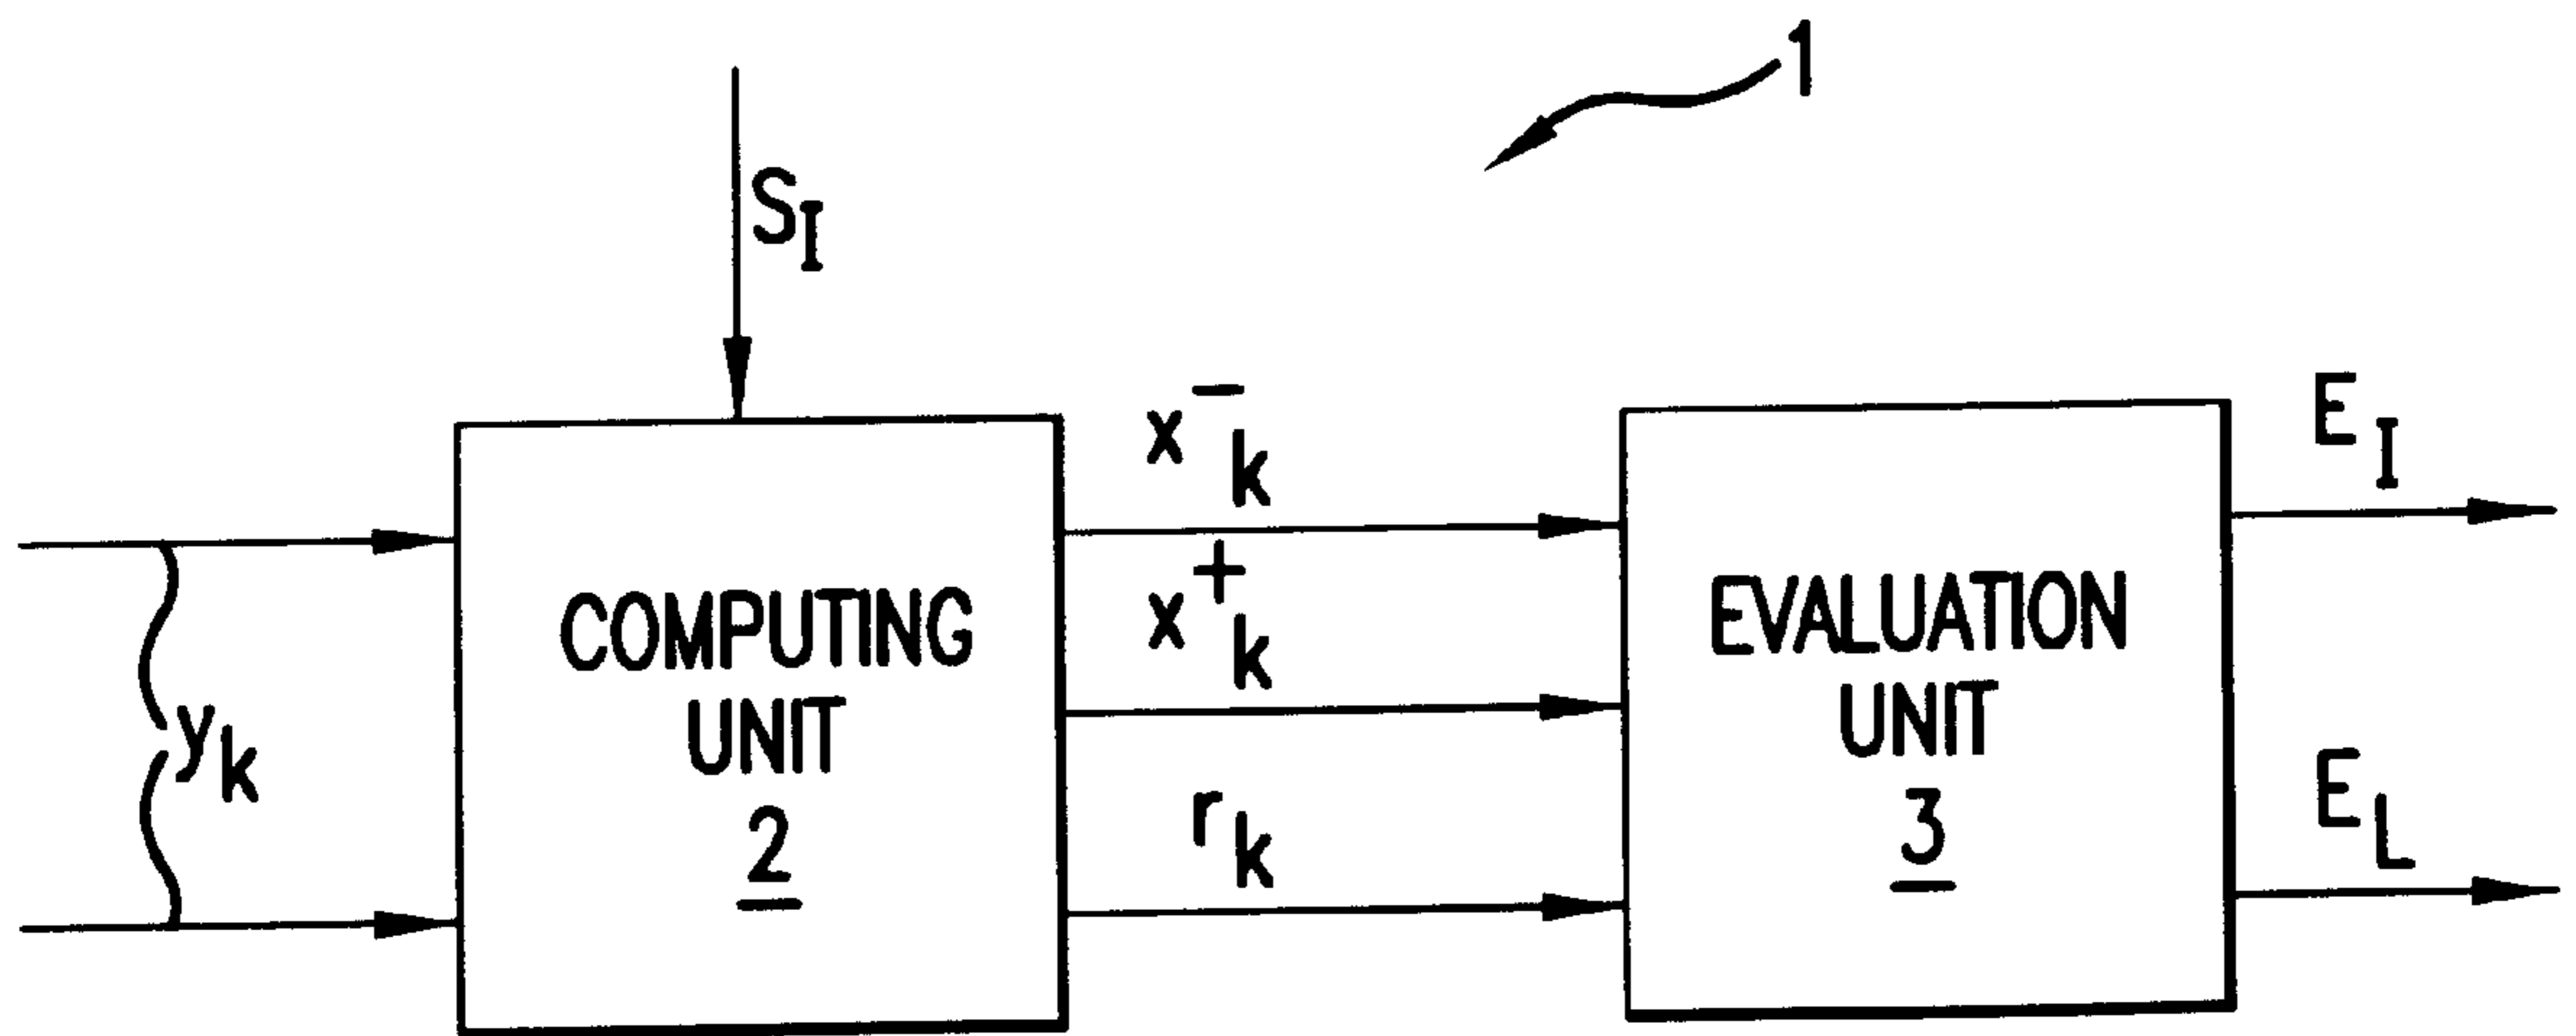 1
S_I
x^-_k
x^+_k
r_k
y_k
COMPUTING
UNIT
2
EVALUATION
UNIT
3
E_I
E_L